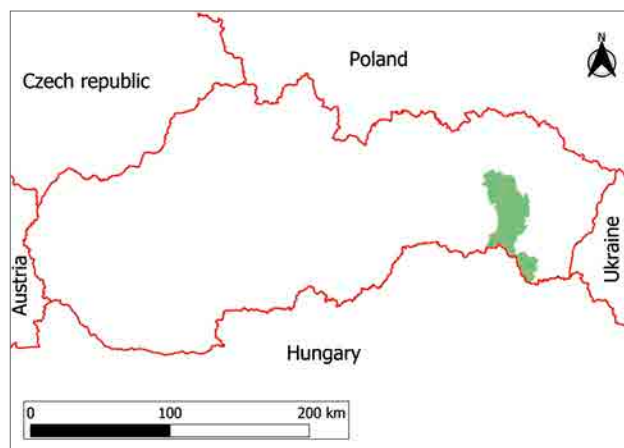 Poland
N
Czech republic
Austria
Ukraine
Hungary
0 100 200 km